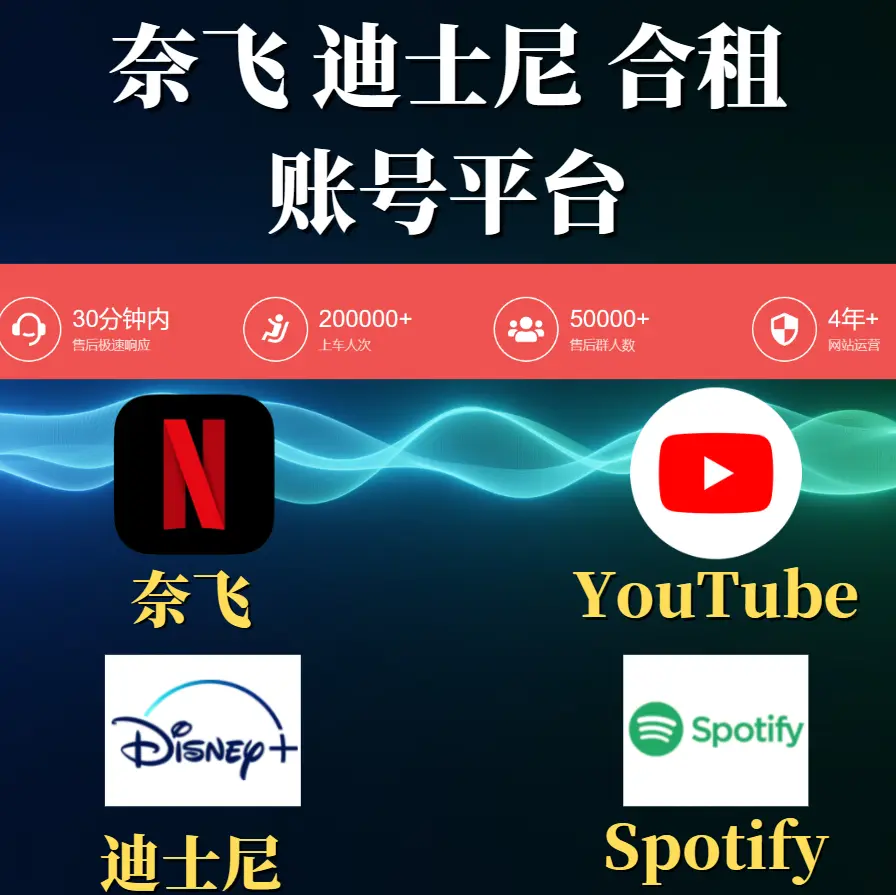 奈飞 迪士尼 合租
账号平台
30分钟内
售后极速响应
200000+
上车人次
50000+
售后群人数
4年+
网站运营
N
奈飞
YouTube
Disney+
Spotify
迪士尼
Spotify